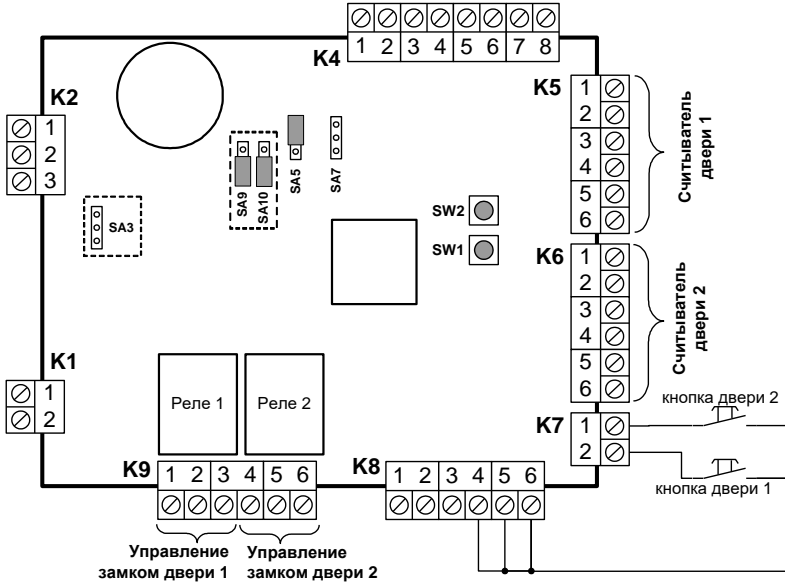 K4
1 2 3 4 5 6 7 8
K2
1
2
3
SA3
SA9
SA10
SA5
SA7
SW2
SW1
K5
1
2
3
4
5
6
Считыватель
двери 1
K6
1
2
3
4
5
6
Считыватель
двери 2
K1
1
2
Реле 1
Реле 2
K7
1
2
кнопка двери 2
кнопка двери 1
K9
1 2 3 4 5 6
K8
1 2 3 4 5 6
Управление
замком двери 1
Управление
замком двери 2